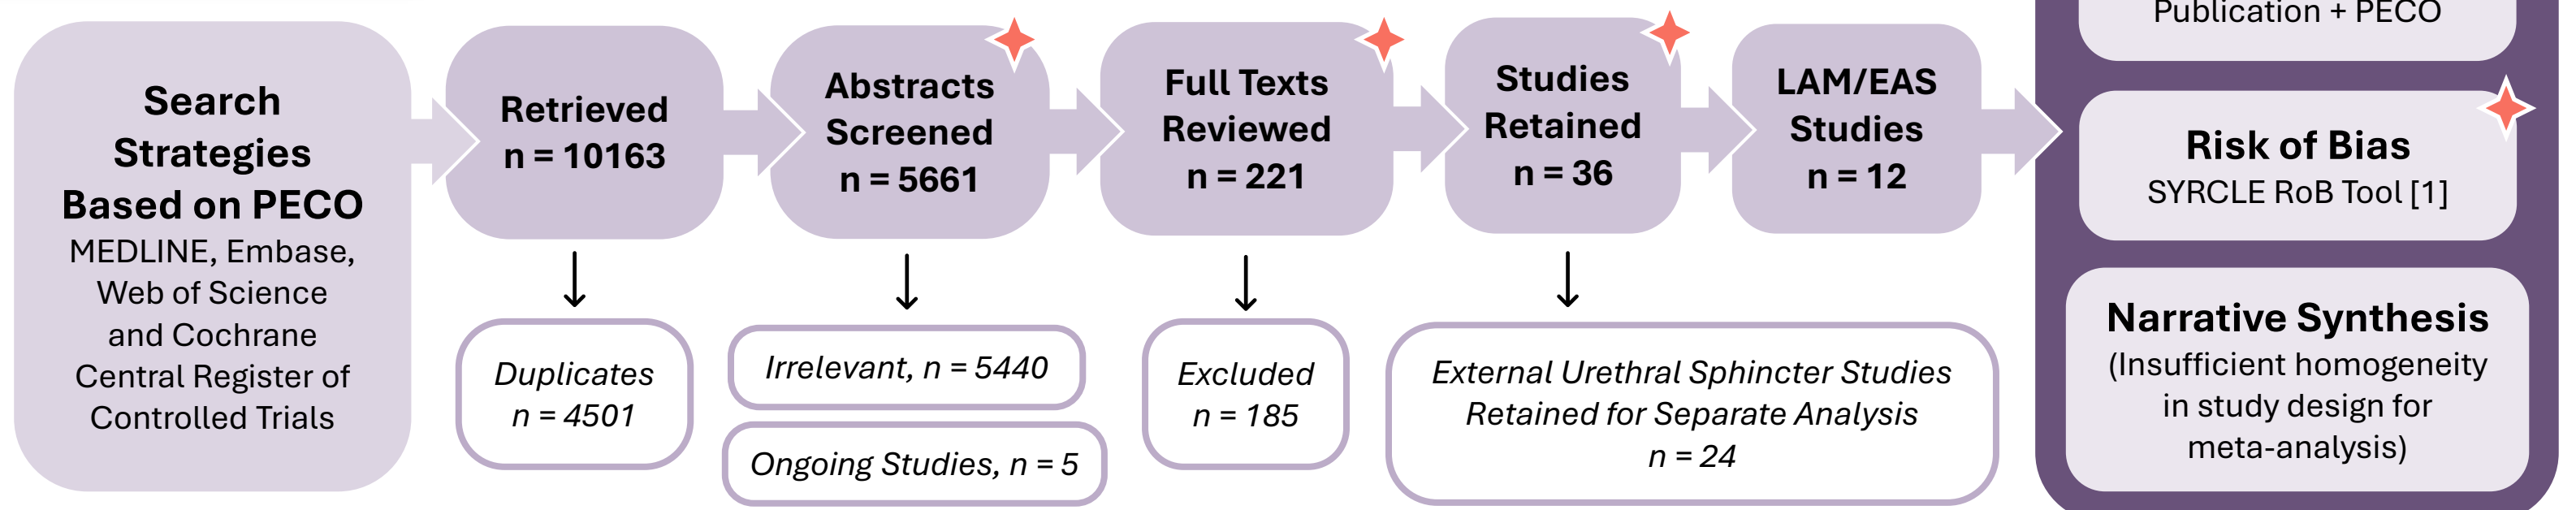 Search
Strategies
Based on PECO
MEDLINE, Embase,
Web of Science
and Cochrane
Central Register of
Controlled Trials
Retrieved
n = 10163
Duplicates
n = 4501
Abstracts
Screened
n = 5661
Irrelevant, n = 5440
Ongoing Studies, n = 5
Full Texts
Reviewed
n = 221
Excluded
n = 185
Studies
Retained
n = 36
External Urethral Sphincter Studies
Retained for Separate Analysis
n = 24
LAM/EAS
Studies
n = 12
Publication + PECO
Risk of Bias
SYRCLE RoB Tool [1]
Narrative Synthesis
(Insufficient homogeneity
in study design for
meta-analysis)